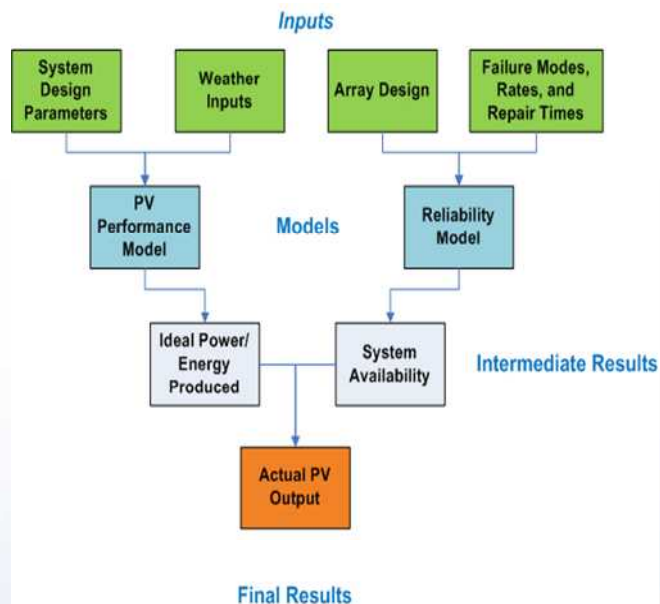 Inputs
System
Design
Parameters
Weather
Inputs
Array Design
Failure Modes,
Rates, and
Repair Times
PV
Performance
Model
Models
Reliability
Model
Ideal Power/
Energy
Produced
System
Availability
Intermediate Results
Actual PV
Output
Final Results